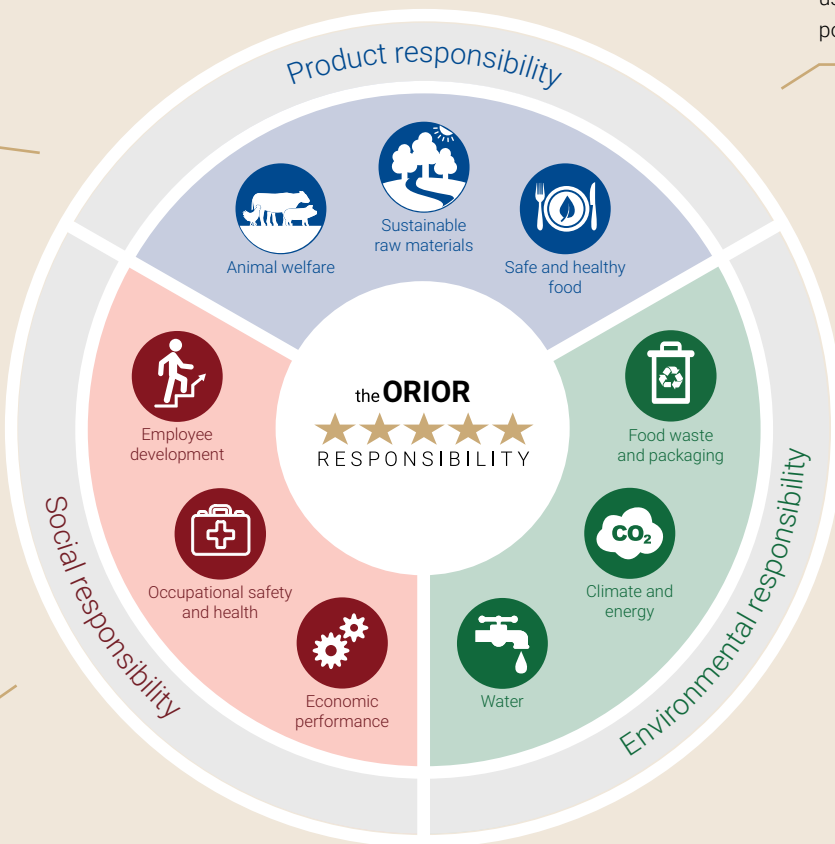 Product responsibility
Animal welfare
Sustainable
raw materials
Safe and healthy
food
the ORIOR
RESPONSIBILITY
Employee
development
Occupational safety
and health
Economic
performance
Social responsibility
Food waste
and packaging
CO₂
Climate and
energy
Water
Environmental responsibility